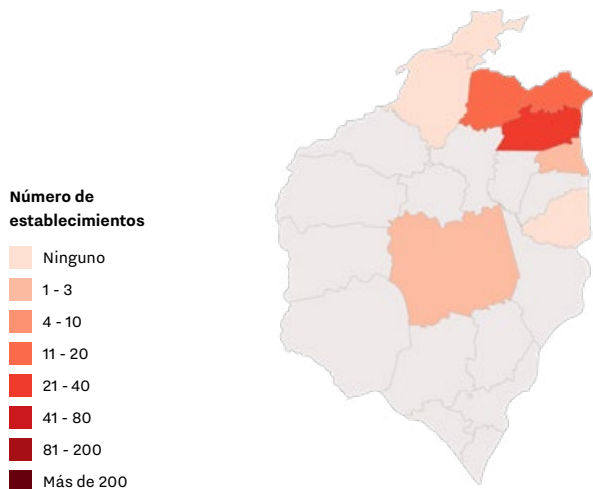 Número de
establecimientos
Ninguno
1 - 3
4 - 10
11 - 20
21 - 40
41 - 80
81 - 200
Más de 200